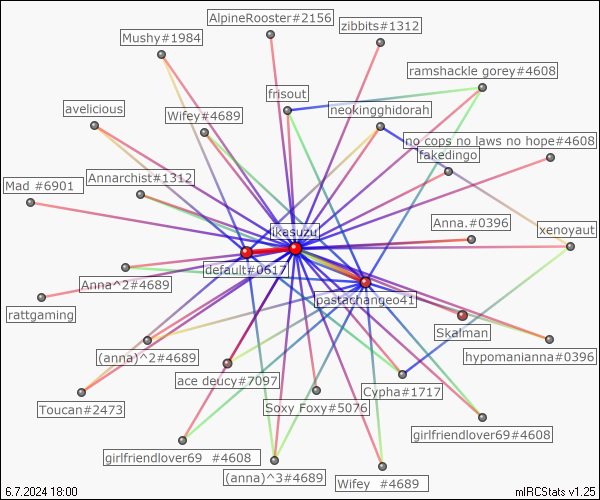 AlpineRooster#2156
zibbits#1312
Mushy#1984
ramshackle gorey#4608
frisout
neokingghidorah
avelicious
Wifey#4689
no cops no laws no hope#4608
fakedingo
Mad #6901
Annarchist#1312
Anna.#0396
ikasuzu
xenoyaut
default#0617
Anna^2#4689
pastachangeo41
rattgaming
Skalman
(anna)^2#4689
hypomanianna#0396
ace deucy#7097
Cypha#1717
Toucan#2473
Soxy Foxy#5076
girlfriendlover69#4608
girlfriendlover69 #4608
(anna)^3#4689
Wifey #4689
6.7.2024 18:00
mIRCStats v1.25